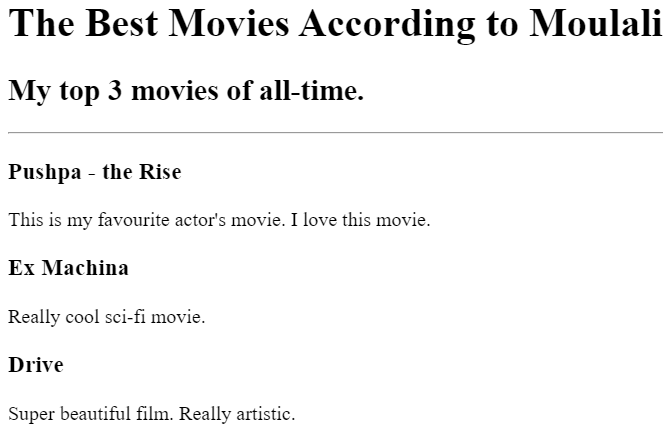 The Best Movies According to Moulali
My top 3 movies of all-time.
Pushpa - the Rise
This is my favourite actor's movie. I love this movie.
Ex Machina
Really cool sci-fi movie.
Drive
Super beautiful film. Really artistic.